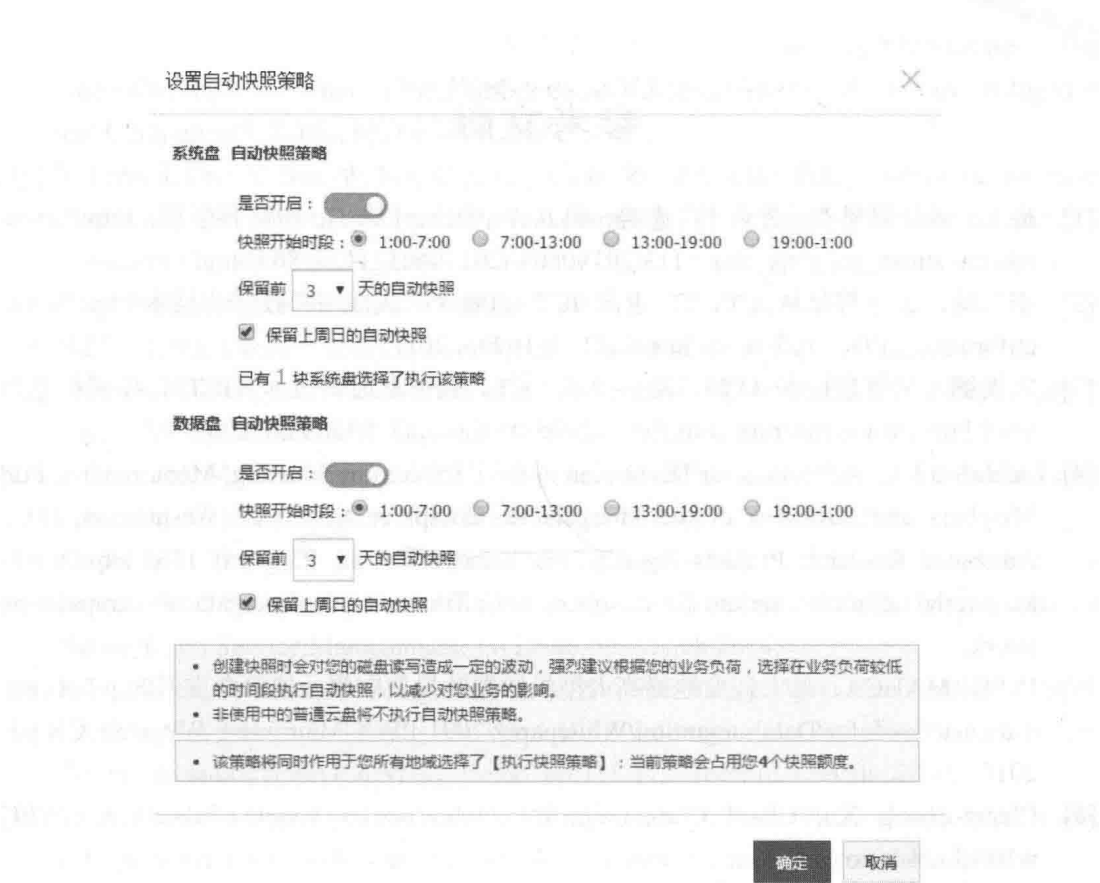 设置自动快照策略
系统盘 自动快照策略
是否开启：
快照开始时段： 1:00-7:00 7:00-13:00 13:00-19:00 19:00-1:00
保留前 3 天的自动快照
保留上周日的自动快照
已有 1 块系统盘选择了执行该策略
数据盘 自动快照策略
是否开启：
快照开始时段： 1:00-7:00 7:00-13:00 13:00-19:00 19:00-1:00
保留前 3 天的自动快照
保留上周日的自动快照
• 创建快照时会对您的磁盘读写造成一定的波动，强烈建议根据您的业务负荷，选择在业务负荷较低
的时间段执行自动快照，以减少对您业务的影响。
非使用中的普通云盘将不执行自动快照策略。
• 该策略将同时作用于您所有地域选择了【执行快照策略】：当前策略会占用您4个快照额度。
确定 取消